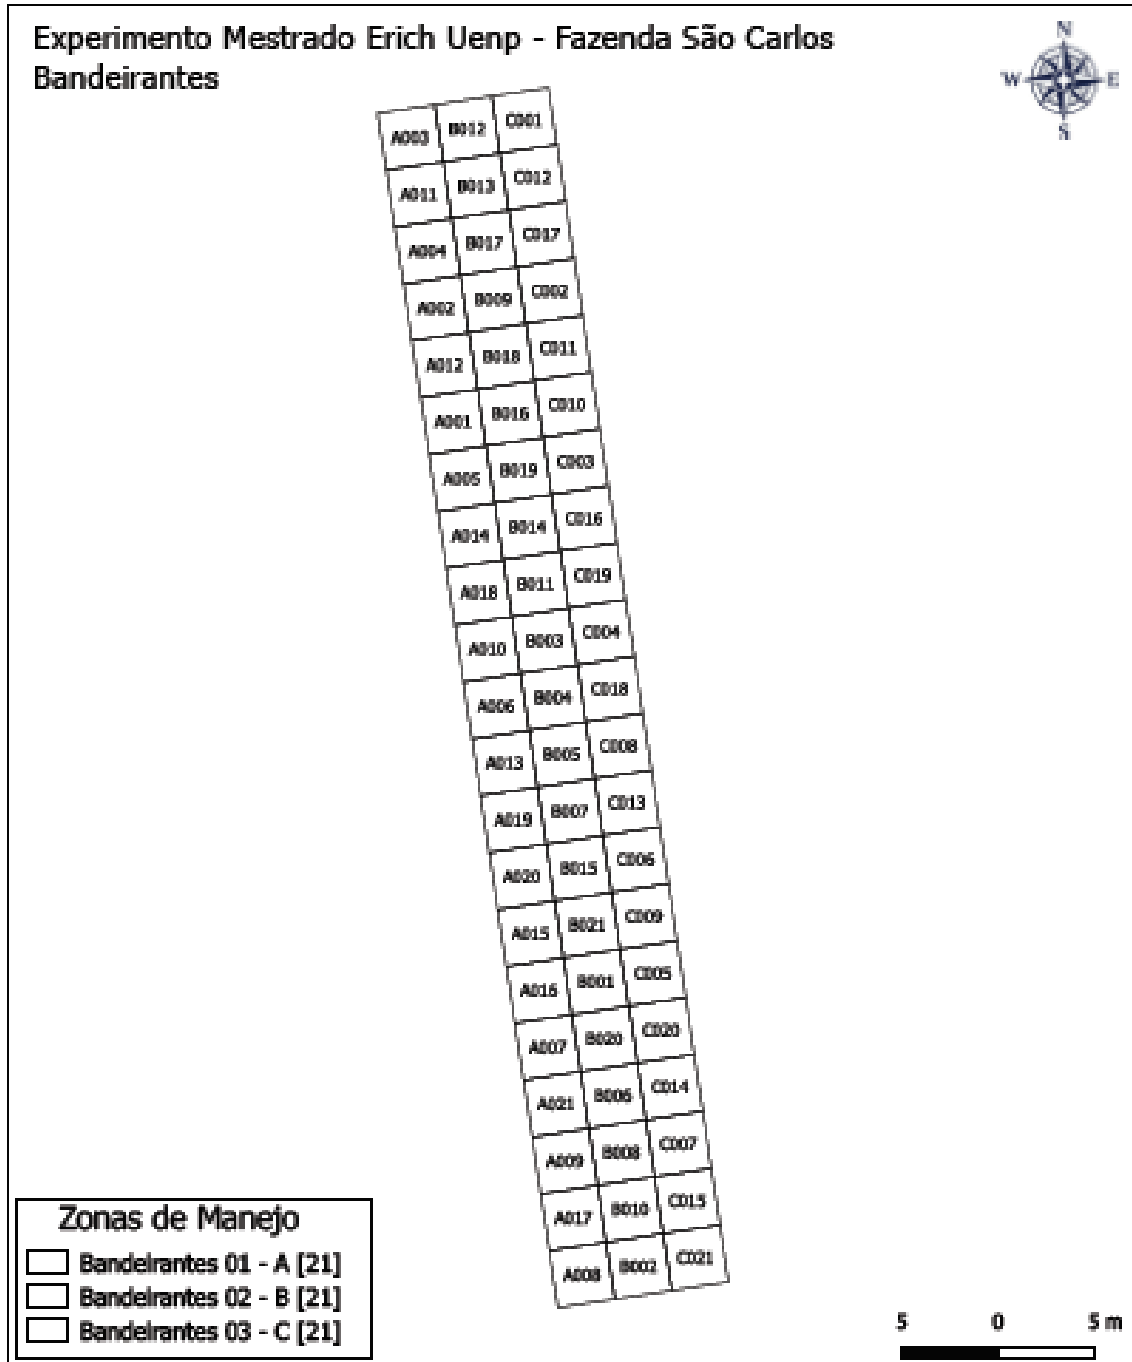 Experimento Mestrado Erich Uenp - Fazenda São Carlos
Bandeirantes
N
W E
S
A003 B012 C001
A011 B013 C012
A004 B017 C017
A002 B009 C002
A012 B018 C011
A001 B016 C010
A005 B019 C003
A014 B014 C016
A018 B011 C019
A010 B003 C004
A006 B004 C018
A013 B005 C008
A019 B007 C013
A020 B015 C006
A015 B021 C009
A016 B001 C005
A007 B020 C020
A021 B006 C014
A009 B008 C007
A017 B010 C015
A008 B002 C021
Zonas de Manejo
Bandeirantes 01 - A [21]
Bandeirantes 02 - B [21]
Bandeirantes 03 - C [21]
5 0 5 m